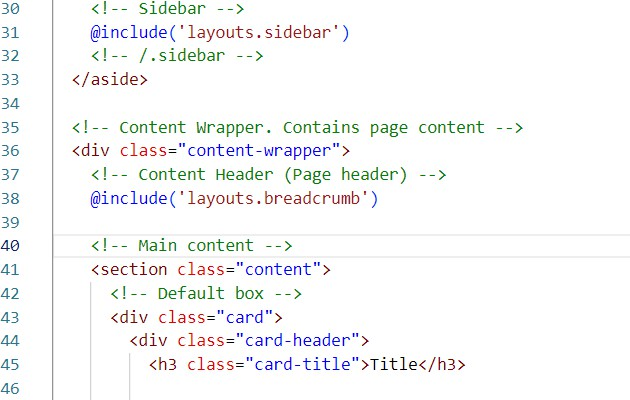 30 <!-- Sidebar -->
31 @include('layouts.sidebar')
32 <!-- /.sidebar -->
33 </aside>
34
35 <!-- Content Wrapper. Contains page content -->
36 <div class="content-wrapper">
37 <!-- Content Header (Page header) -->
38 @include('layouts.breadcrumb')
39
40 <!-- Main content -->
41 <section class="content">
42 <!-- Default box -->
43 <div class="card">
44 <div class="card-header">
45 <h3 class="card-title">Title</h3>
46